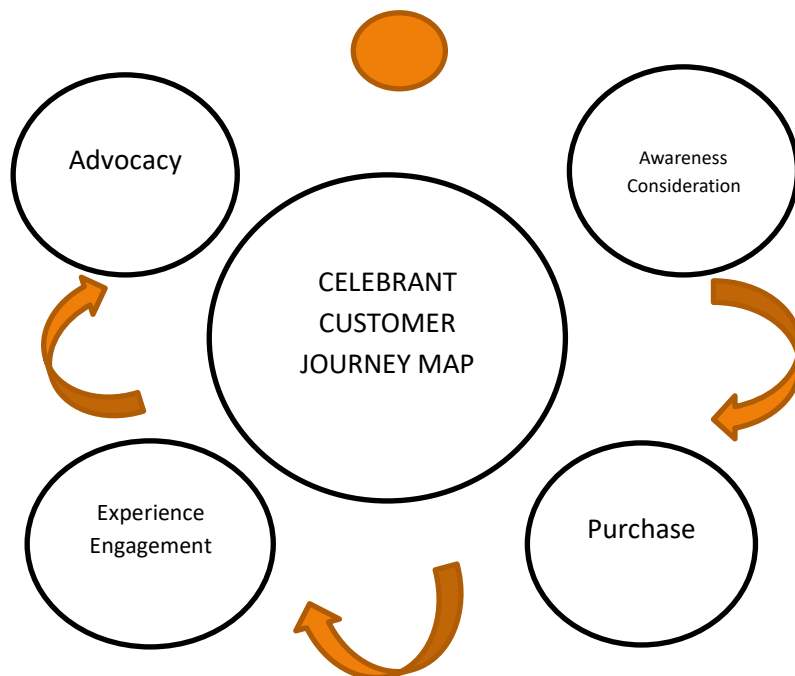 Advocacy
Awareness
Consideration
CELEBRANT
CUSTOMER
JOURNEY MAP
Experience
Engagement
Purchase